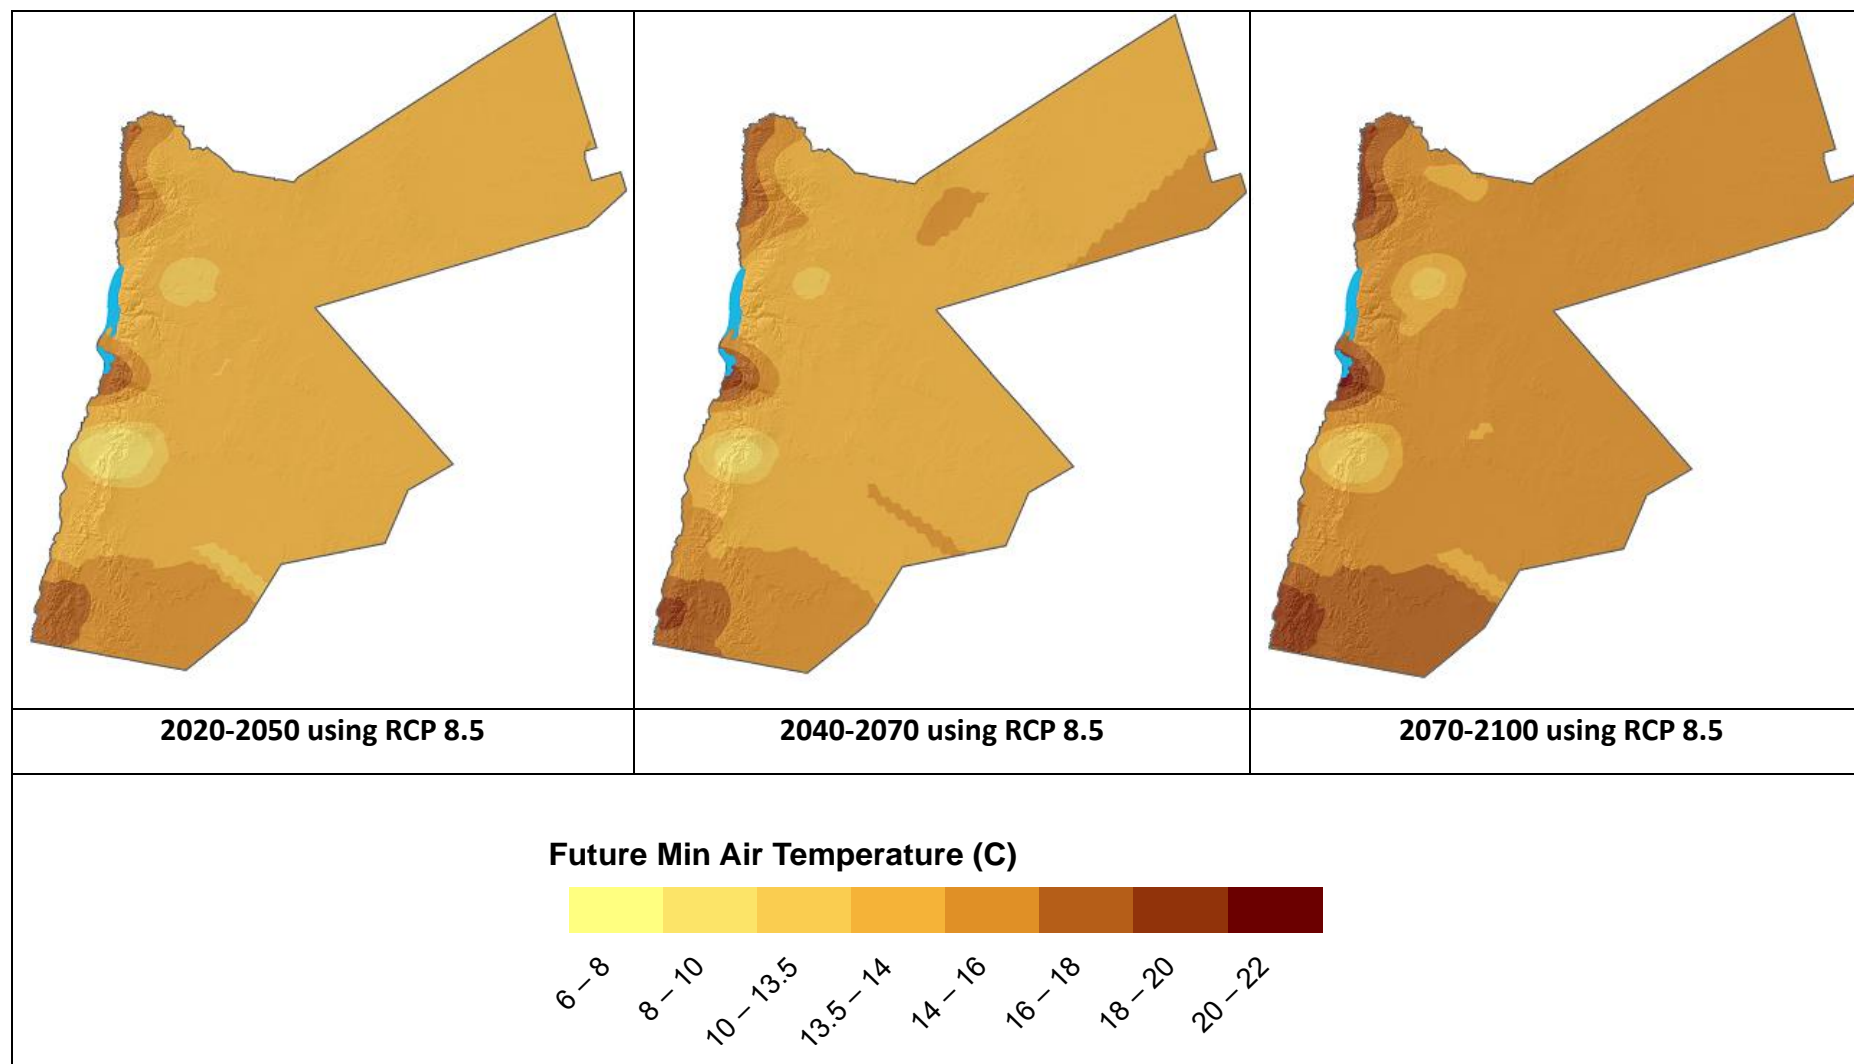 2020-2050 using RCP 8.5
2040-2070 using RCP 8.5
2070-2100 using RCP 8.5
Future Min Air Temperature (C)
6 – 8
8 – 10
10 – 13.5
13.5 – 14
14 – 16
16 – 18
18 – 20
20 – 22